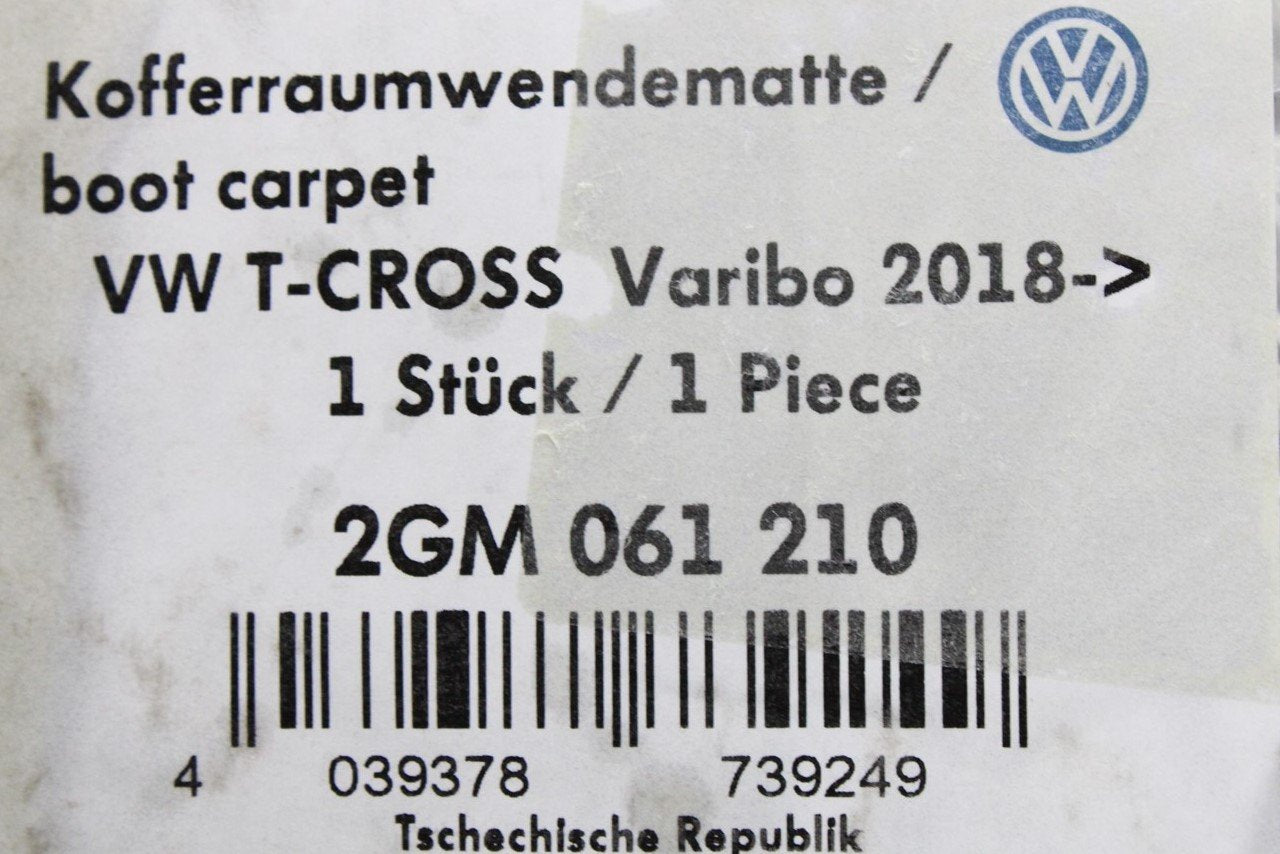 Kofferraumwendematte /
boot carpet
VW T-CROSS Varibo 2018->
1 Stück / 1 Piece
2GM 061 210
4 039378 739249
Tschechische Republik